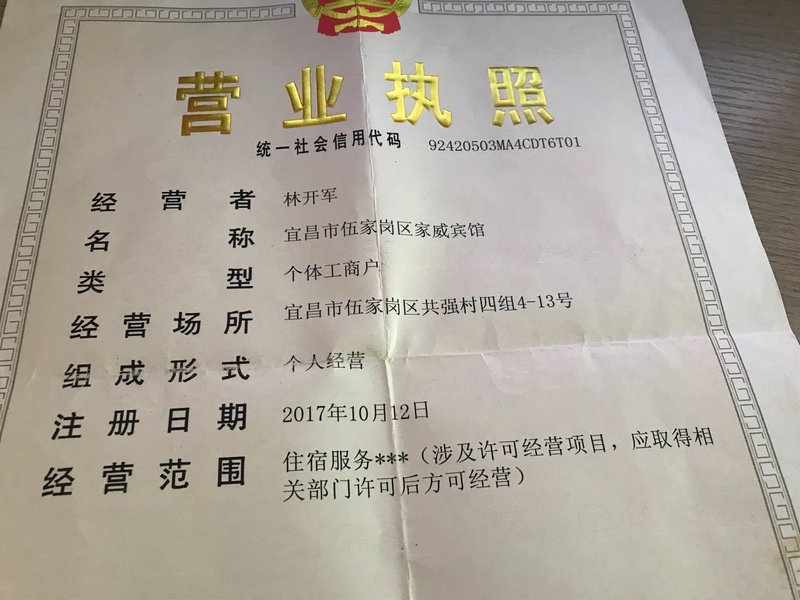 营业执照
统一社会信用代码 92420503MA4CDT6T01
经营者 林开军
名称 宜昌市伍家岗区家威宾馆
类型 个体工商户
经营场所 宜昌市伍家岗区共强村四组4-13号
组成形式 个人经营
注册日期 2017年10月12日
经营范围 住宿服务***（涉及许可经营项目，应取得相
关部门许可后方可经营）